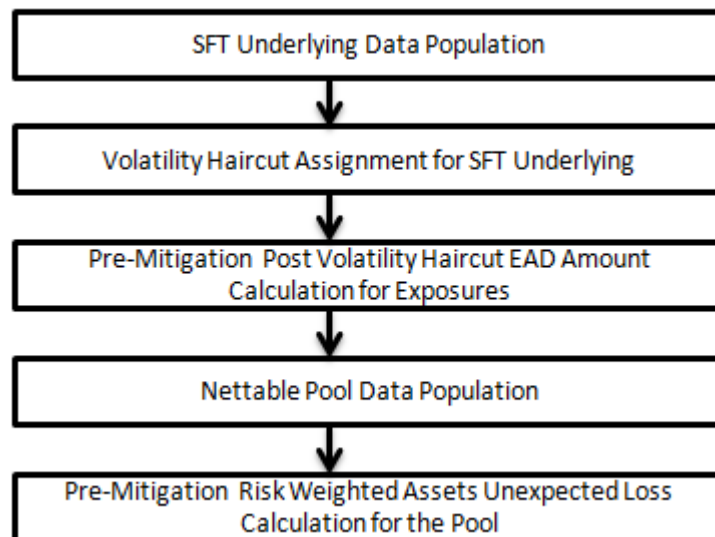 SFT Underlying Data Population
Volatility Haircut Assignment for SFT Underlying
Pre-Mitigation Post Volatility Haircut EAD Amount
Calculation for Exposures
Nettable Pool Data Population
Pre-Mitigation Risk Weighted Assets Unexpected Loss
Calculation for the Pool